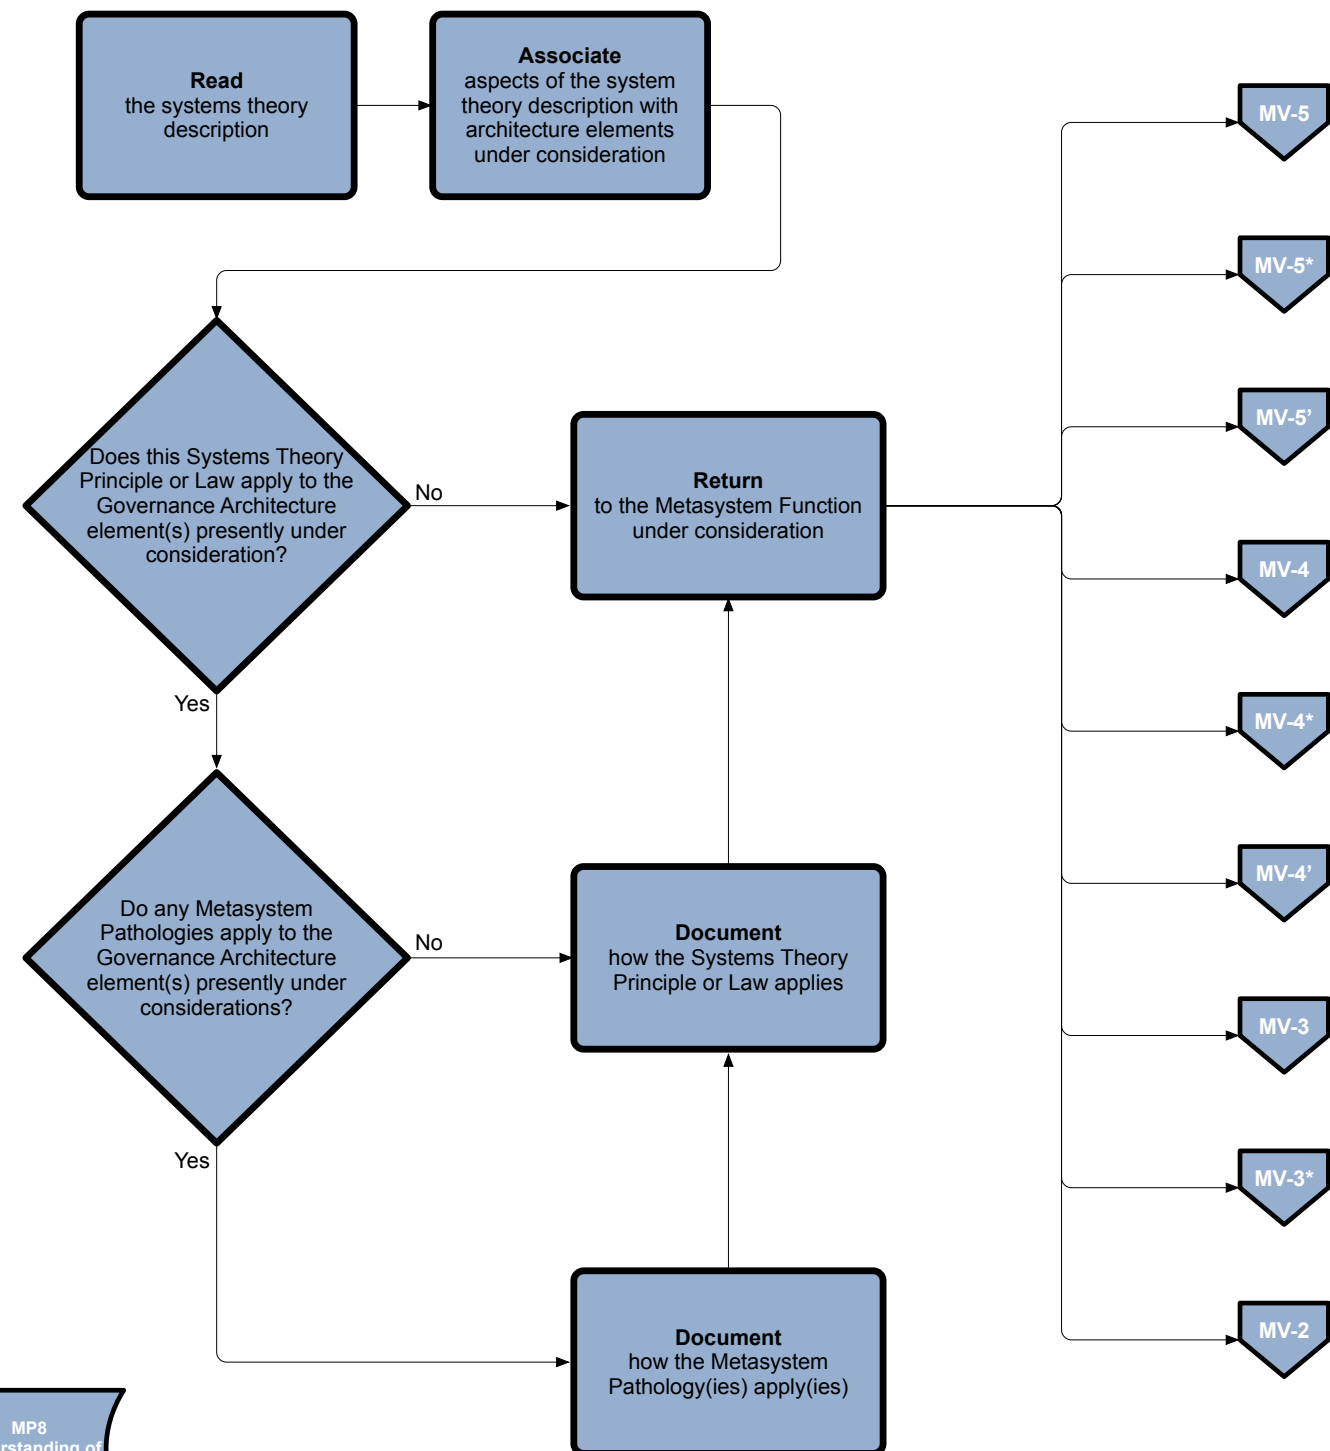 Read
the systems theory
description
Associate
aspects of the system
theory description with
architecture elements
under consideration
MV-5
MV-5*
MV-5’
MV-4
MV-4*
MV-4’
MV-3
MV-3*
MV-2
Does this Systems Theory
Principle or Law apply to the
Governance Architecture
element(s) presently under
consideration?
No
Yes
Return
to the Metasystem Function
under consideration
Do any Metasystem
Pathologies apply to the
Governance Architecture
element(s) presently under
considerations?
No
Yes
Document
how the Systems Theory
Principle or Law applies
Document
how the Metasystem
Pathology(ies) apply(ies)
MP8
of